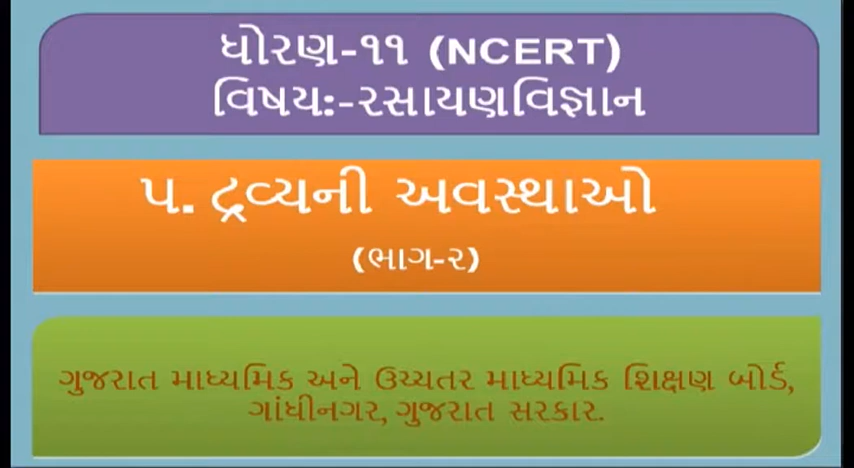 ધોરણ-૧૧ (NCERT)
વિષય:-રસાયણવિજ્ઞાન
૫. દ્રવ્યની અવસ્થાઓ
(ભાગ-૨)
ગુજરાત માધ્યમિક અને ઉચ્ચતર માધ્યમિક શિક્ષણ બોર્ડ,
ગાંધીનગર, ગુજરાત સરકાર.